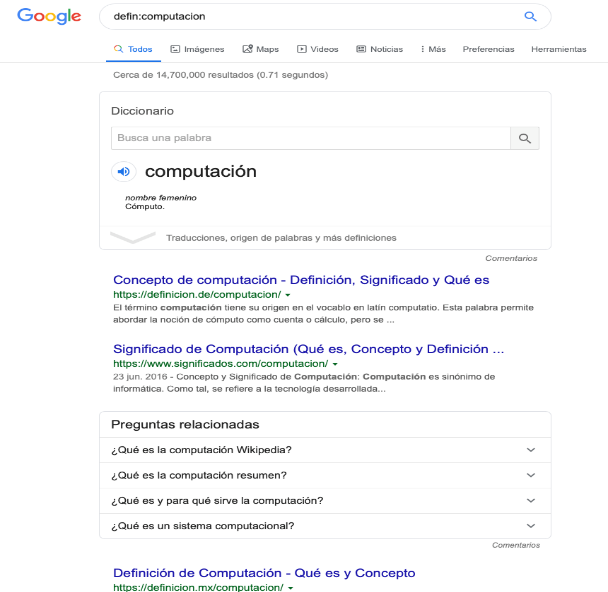 Google
defin:computacion
Todos Imágenes Maps Videos Noticias Más Preferencias Herramientas
Cerca de 14,700,000 resultados (0.71 segundos)
Diccionario
Busca una palabra
computación
nombre femenino
Cómputo.
Traducciones, origen de palabras y más definiciones
Comentarios
Concepto de computación - Definición, Significado y Qué es
https://definicion.de/computacion/
El término computación tiene su origen en el vocablo en latín computatio. Esta palabra permite
abordar la noción de cómputo como cuenta o cálculo, pero se ...
Significado de Computación (Qué es, Concepto y Definición ...
https://www.significados.com/computacion/
23 jun. 2016 - Concepto y Significado de Computación: Computación es sinónimo de
informática. Como tal, se refiere a la tecnología desarrollada...
Preguntas relacionadas
¿Qué es la computación Wikipedia?
¿Qué es la computación resumen?
¿Qué es y para qué sirve la computación?
¿Qué es un sistema computacional?
Comentarios
Definición de Computación - Qué es y Concepto
https://definicion.mx/computacion/